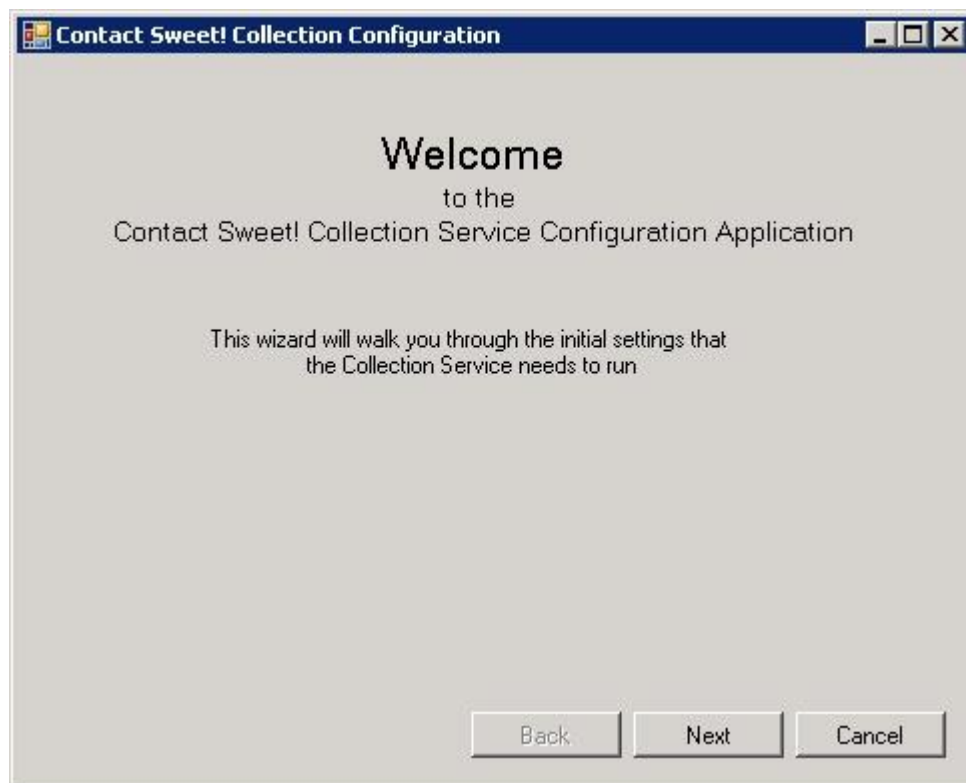 Contact Sweet! Collection Configuration
Welcome
to the
Contact Sweet! Collection Service Configuration Application
This wizard will walk you through the initial settings that
the Collection Service needs to run
Back
Next
Cancel